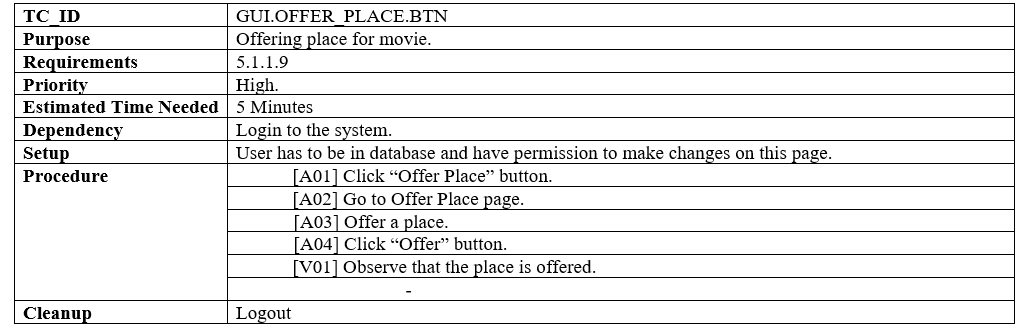 TC_ID GUI.OFFER_PLACE.BTN
Purpose Offering place for movie.
Requirements 5.1.1.9
Priority High.
Estimated Time Needed 5 Minutes
Dependency Login to the system.
Setup User has to be in database and have permission to make changes on this page.
Procedure [A01] Click “Offer Place” button.
[A02] Go to Offer Place page.
[A03] Offer a place.
[A04] Click “Offer” button.
[V01] Observe that the place is offered.
-
Cleanup Logout